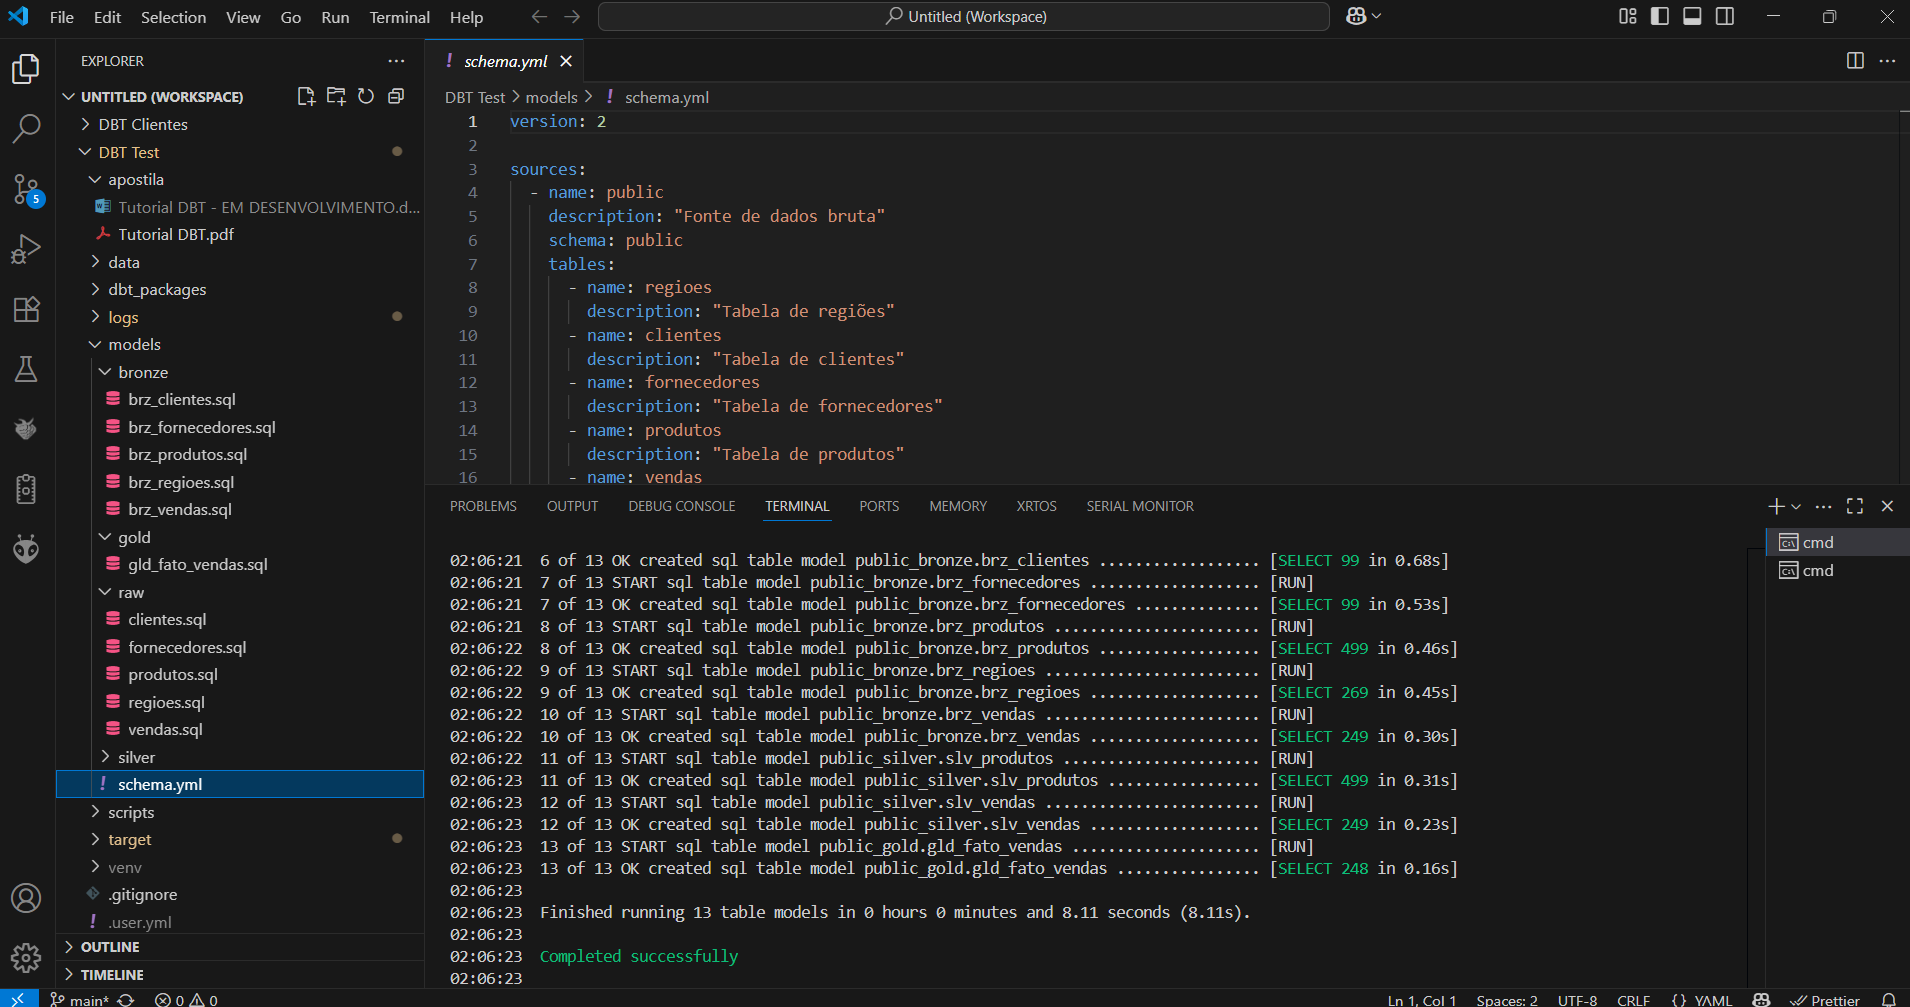 File Edit Selection View Go Run Terminal Help
Untitled (Workspace)
EXPLORER
UNTITLED (WORKSPACE)
DBT Clientes
DBT Test
apostila
Tutorial DBT - EM DESENVOLVIMENTO.d...
Tutorial DBT.pdf
data
dbt_packages
logs
models
bronze
brz_clientes.sql
brz_fornecedores.sql
brz_produtos.sql
brz_regioes.sql
brz_vendas.sql
gold
gld_fato_vendas.sql
raw
clientes.sql
fornecedores.sql
produtos.sql
regioes.sql
vendas.sql
silver
! schema.yml
scripts
target
venv
.gitignore
! .user.yml
OUTLINE
TIMELINE
5
! schema.yml
DBT Test > models > ! schema.yml
1 version: 2
2
3 sources:
4 - name: public
5 description: "Fonte de dados bruta"
6 schema: public
7 tables:
8 - name: regioes
9 description: "Tabela de regiões"
10 - name: clientes
11 description: "Tabela de clientes"
12 - name: fornecedores
13 description: "Tabela de fornecedores"
14 - name: produtos
15 description: "Tabela de produtos"
16 - name: vendas
PROBLEMS OUTPUT DEBUG CONSOLE TERMINAL PORTS MEMORY XRTOS SERIAL MONITOR
02:06:21 6 of 13 OK created sql table model public_bronze.brz_clientes .................. [SELECT 99 in 0.68s]
02:06:21 7 of 13 START sql table model public_bronze.brz_fornecedores ................... [RUN]
02:06:21 7 of 13 OK created sql table model public_bronze.brz_fornecedores .............. [SELECT 99 in 0.53s]
02:06:21 8 of 13 START sql table model public_bronze.brz_produtos ....................... [RUN]
02:06:22 8 of 13 OK created sql table model public_bronze.brz_produtos .................. [SELECT 499 in 0.46s]
02:06:22 9 of 13 START sql table model public_bronze.brz_regioes ........................ [RUN]
02:06:22 9 of 13 OK created sql table model public_bronze.brz_regioes ................... [SELECT 269 in 0.45s]
02:06:22 10 of 13 START sql table model public_bronze.brz_vendas ........................ [RUN]
02:06:22 10 of 13 OK created sql table model public_bronze.brz_vendas ................... [SELECT 249 in 0.30s]
02:06:22 11 of 13 START sql table model public_silver.slv_produtos ...................... [RUN]
02:06:23 11 of 13 OK created sql table model public_silver.slv_produtos ................. [SELECT 499 in 0.31s]
02:06:23 12 of 13 START sql table model public_silver.slv_vendas ........................ [RUN]
02:06:23 12 of 13 OK created sql table model public_silver.slv_vendas ................... [SELECT 249 in 0.23s]
02:06:23 13 of 13 START sql table model public_gold.gld_fato_vendas ..................... [RUN]
02:06:23 13 of 13 OK created sql table model public_gold.gld_fato_vendas ................ [SELECT 248 in 0.16s]
02:06:23
02:06:23 Finished running 13 table models in 0 hours 0 minutes and 8.11 seconds (8.11s).
02:06:23
02:06:23 Completed successfully
02:06:23
cmd
cmd
main* 0 0 Ln 1, Col 1 Spaces: 2 UTF-8 CRLF {} YAML Prettier